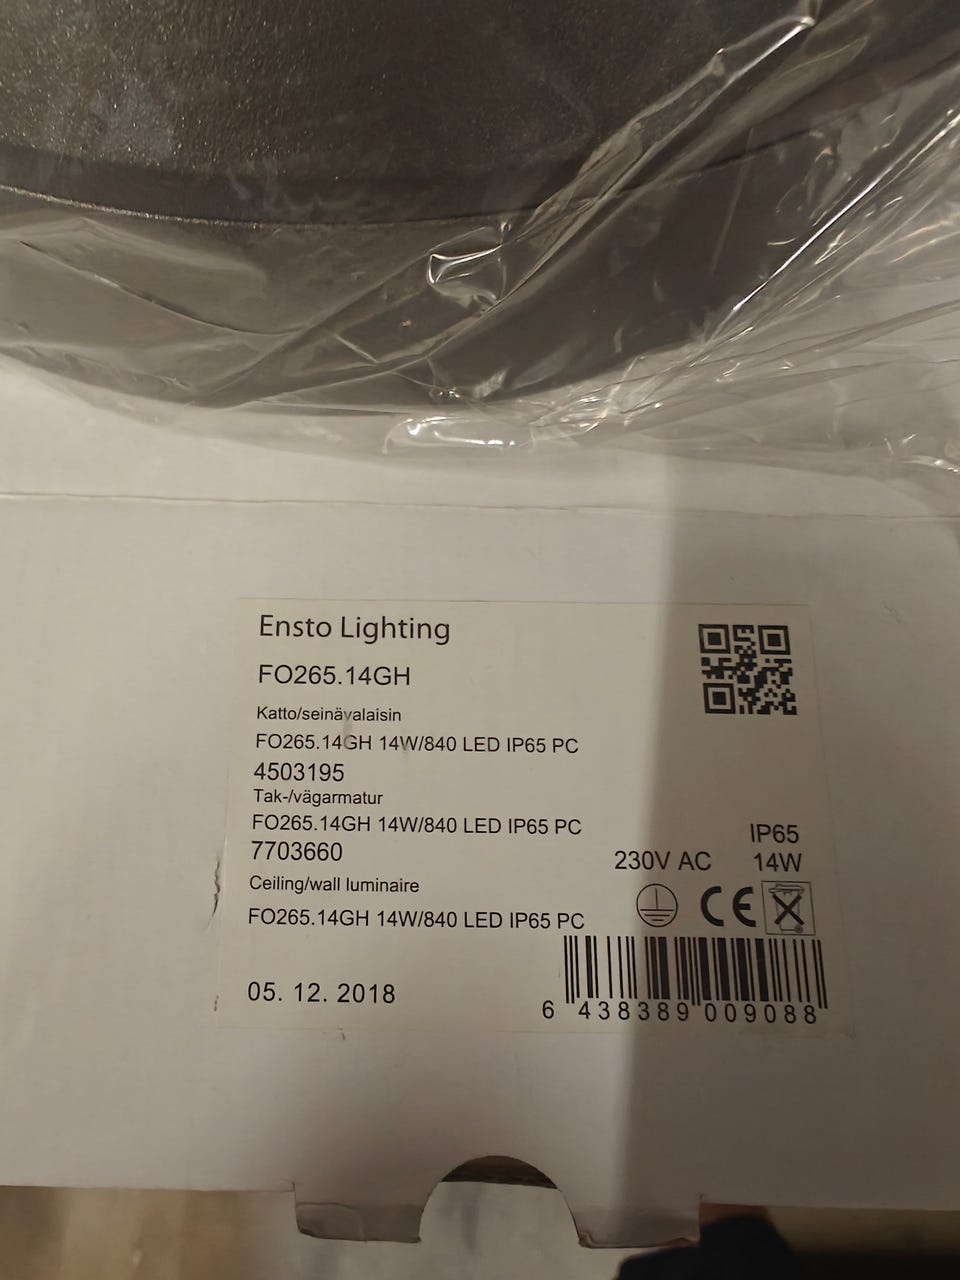 Ensto Lighting
FO265.14GH
Katto/seinävalaisin
FO265.14GH 14W/840 LED IP65 PC
4503195
Tak-/vägarmatur
FO265.14GH 14W/840 LED IP65 PC
7703660
Ceiling/wall luminaire
FO265.14GH 14W/840 LED IP65 PC
05. 12. 2018
IP65
230V AC 14W
CE
6 438389 009088